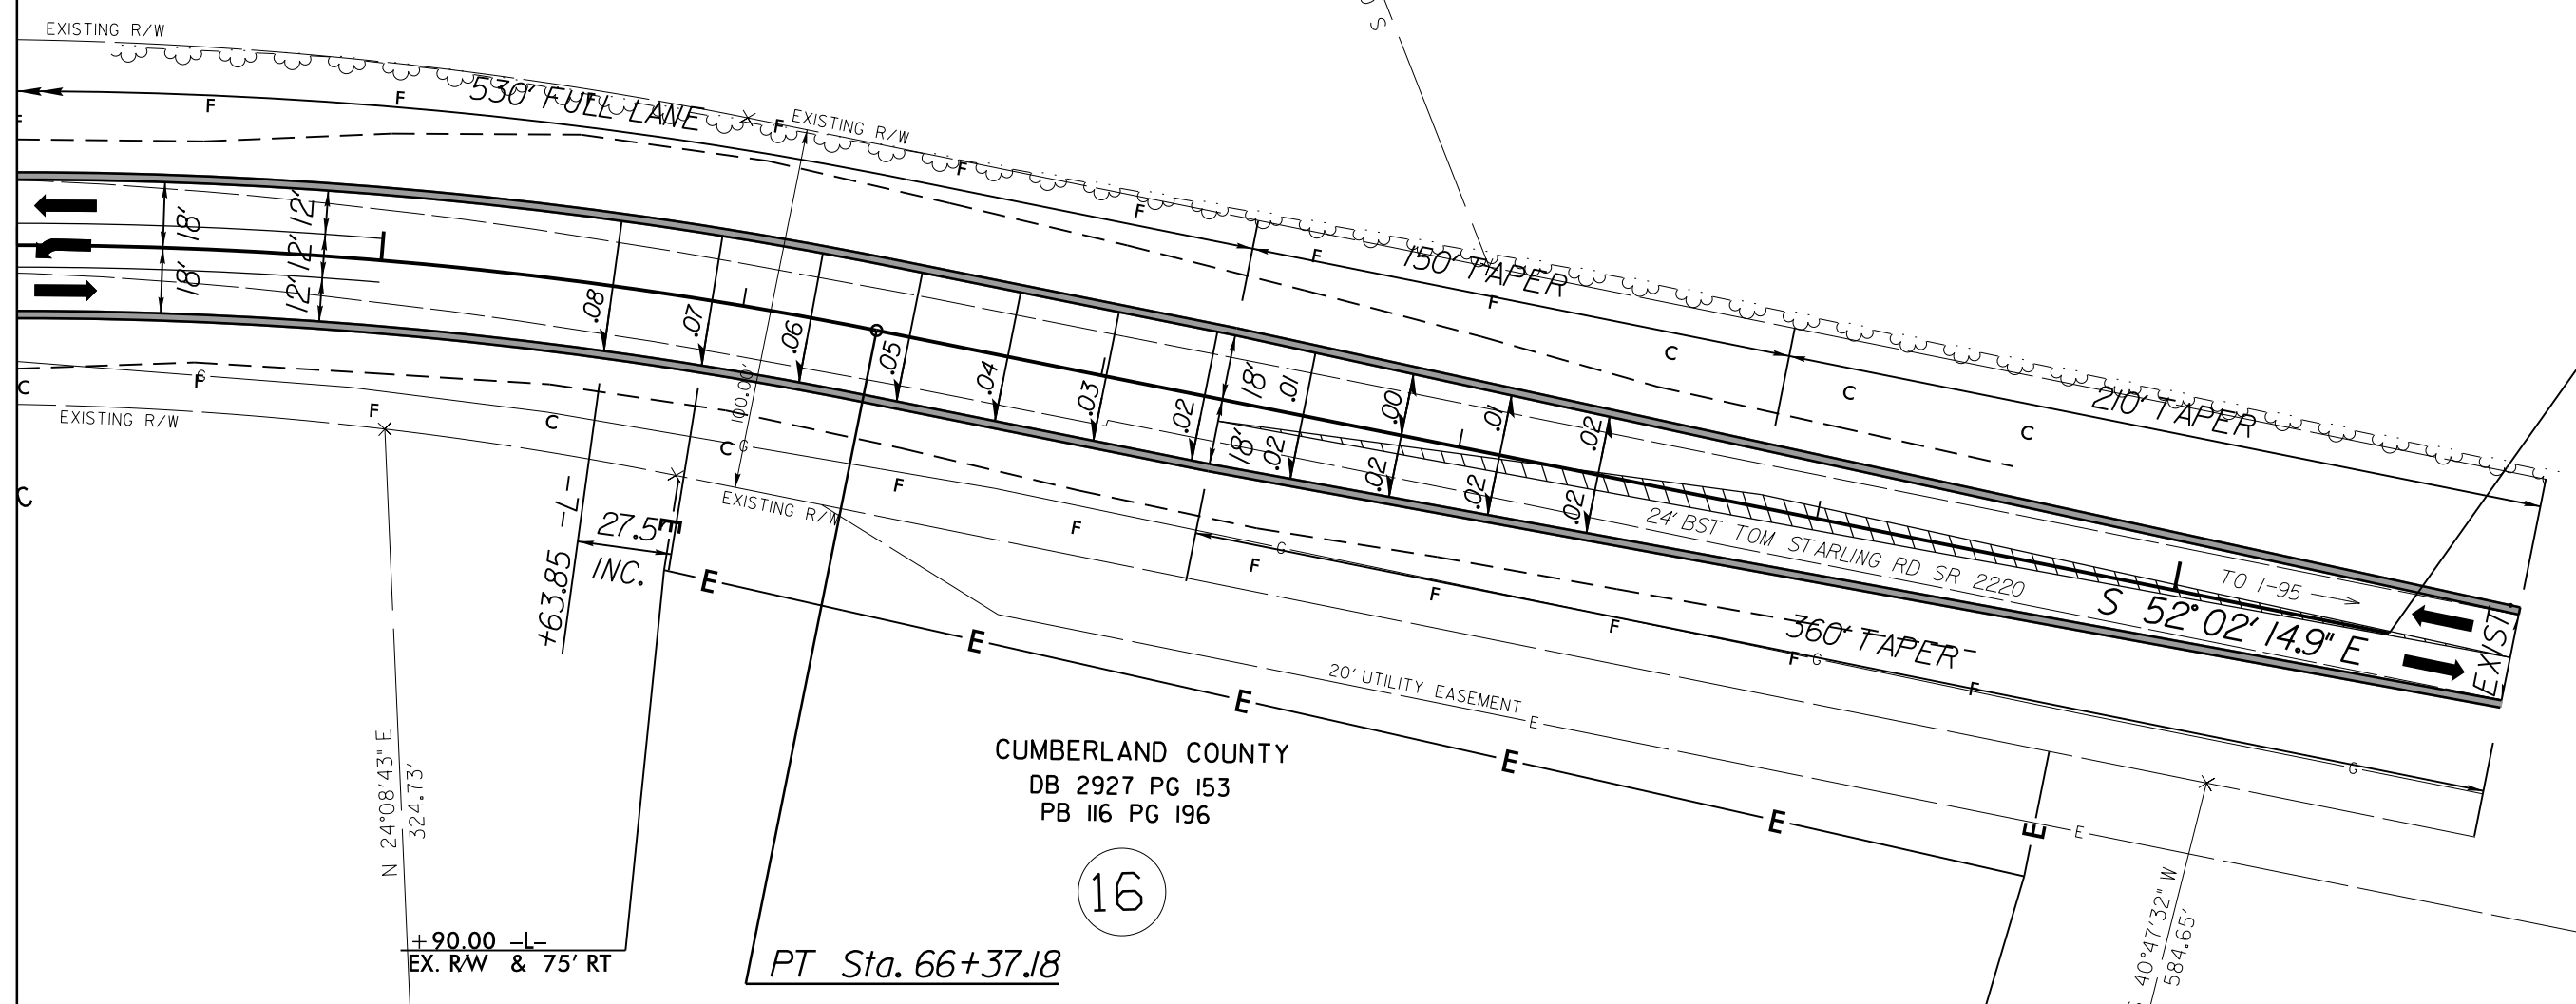 EXISTING R/W
530' FULL LANE
EXISTING R/W
S
150' TAPER
210' TAPER
F F F F F F F F
C C C
18' 12'
12'
18' 12'
.08
.07
.06
.05
.04
.03
.02
.01
.00
.01
.02
18'
18'
.02
.02
.02
.02
100.00'
EXISTING R/W
C F G F C C G F F
EXISTING R/W
24' BST TOM STARLING RD SR 2220
TO I-95
S 52°02'14.9" E
EXIST.
360' TAPER
G F F F F G F G
+63.85 -L-
27.5'
INC.
E E E E E E E
20' UTILITY EASEMENT
E E
N 24°08'43" E
324.73'
CUMBERLAND COUNTY
DB 2927 PG 153
PB 116 PG 196
16
+90.00 -L-
EX. R/W & 75' RT
PT Sta. 66+37.18
S 40°47'32" W
584.65'